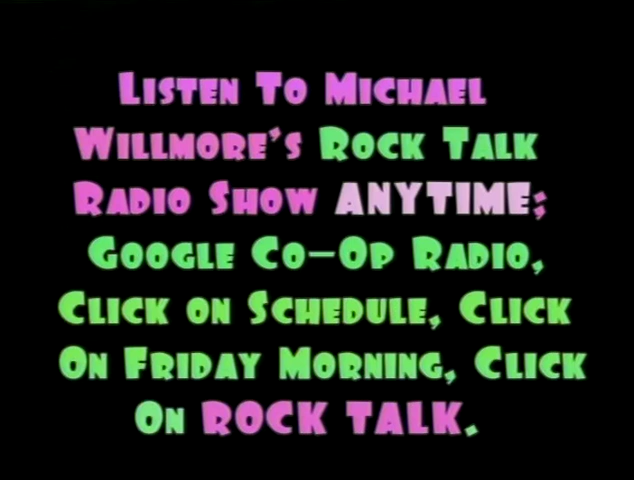 Listen To Michael
Willmore's Rock Talk
Radio Show ANYTIME;
Google Co-Op Radio,
Click on Schedule, Click
On Friday Morning, Click
On ROCK TALK.